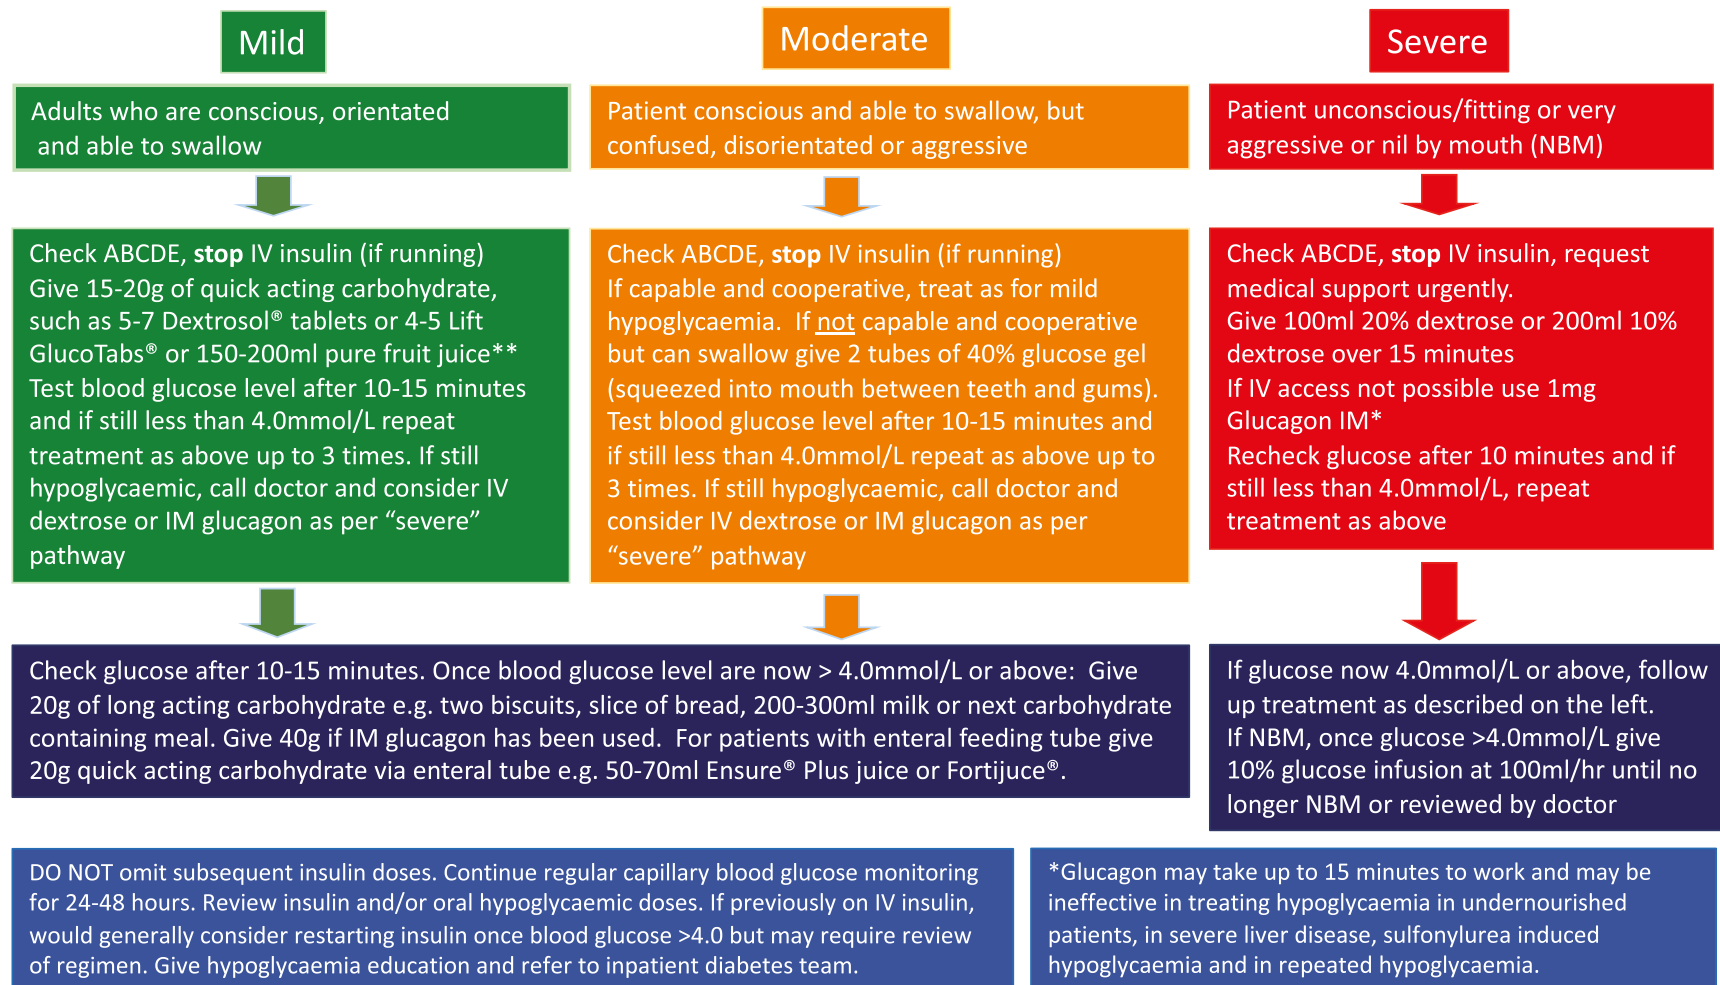 Mild
Adults who are conscious, orientated
and able to swallow
Check ABCDE, stop IV insulin (if running)
Give 15-20g of quick acting carbohydrate,
such as 5-7 Dextrosol® tablets or 4-5 Lift
GlucoTabs® or 150-200ml pure fruit juice**
Test blood glucose level after 10-15 minutes
and if still less than 4.0mmol/L repeat
treatment as above up to 3 times. If still
hypoglycaemic, call doctor and consider IV
dextrose or IM glucagon as per “severe”
pathway
Moderate
Patient conscious and able to swallow, but
confused, disorientated or aggressive
Check ABCDE, stop IV insulin (if running)
If capable and cooperative, treat as for mild
hypoglycaemia.  If not capable and cooperative
but can swallow give 2 tubes of 40% glucose gel
(squeezed into mouth between teeth and gums).
Test blood glucose level after 10-15 minutes and
if still less than 4.0mmol/L repeat as above up to
3 times. If still hypoglycaemic, call doctor and
consider IV dextrose or IM glucagon as per
“severe” pathway
Severe
Patient unconscious/fitting or very
aggressive or nil by mouth (NBM)
Check ABCDE, stop IV insulin, request
medical support urgently.
Give 100ml 20% dextrose or 200ml 10%
dextrose over 15 minutes
If IV access not possible use 1mg
Glucagon IM*
Recheck glucose after 10 minutes and if
still less than 4.0mmol/L, repeat
treatment as above
Check glucose after 10-15 minutes. Once blood glucose level are now > 4.0mmol/L or above:  Give
20g of long acting carbohydrate e.g. two biscuits, slice of bread, 200-300ml milk or next carbohydrate
containing meal. Give 40g if IM glucagon has been used.  For patients with enteral feeding tube give
20g quick acting carbohydrate via enteral tube e.g. 50-70ml Ensure® Plus juice or Fortijuce®.
If glucose now 4.0mmol/L or above, follow
up treatment as described on the left.
If NBM, once glucose >4.0mmol/L give
10% glucose infusion at 100ml/hr until no
longer NBM or reviewed by doctor
DO NOT omit subsequent insulin doses. Continue regular capillary blood glucose monitoring
for 24-48 hours. Review insulin and/or oral hypoglycaemic doses. If previously on IV insulin,
would generally consider restarting insulin once blood glucose >4.0 but may require review
of regimen. Give hypoglycaemia education and refer to inpatient diabetes team.
*Glucagon may take up to 15 minutes to work and may be
ineffective in treating hypoglycaemia in undernourished
patients, in severe liver disease, sulfonylurea induced
hypoglycaemia and in repeated hypoglycaemia.